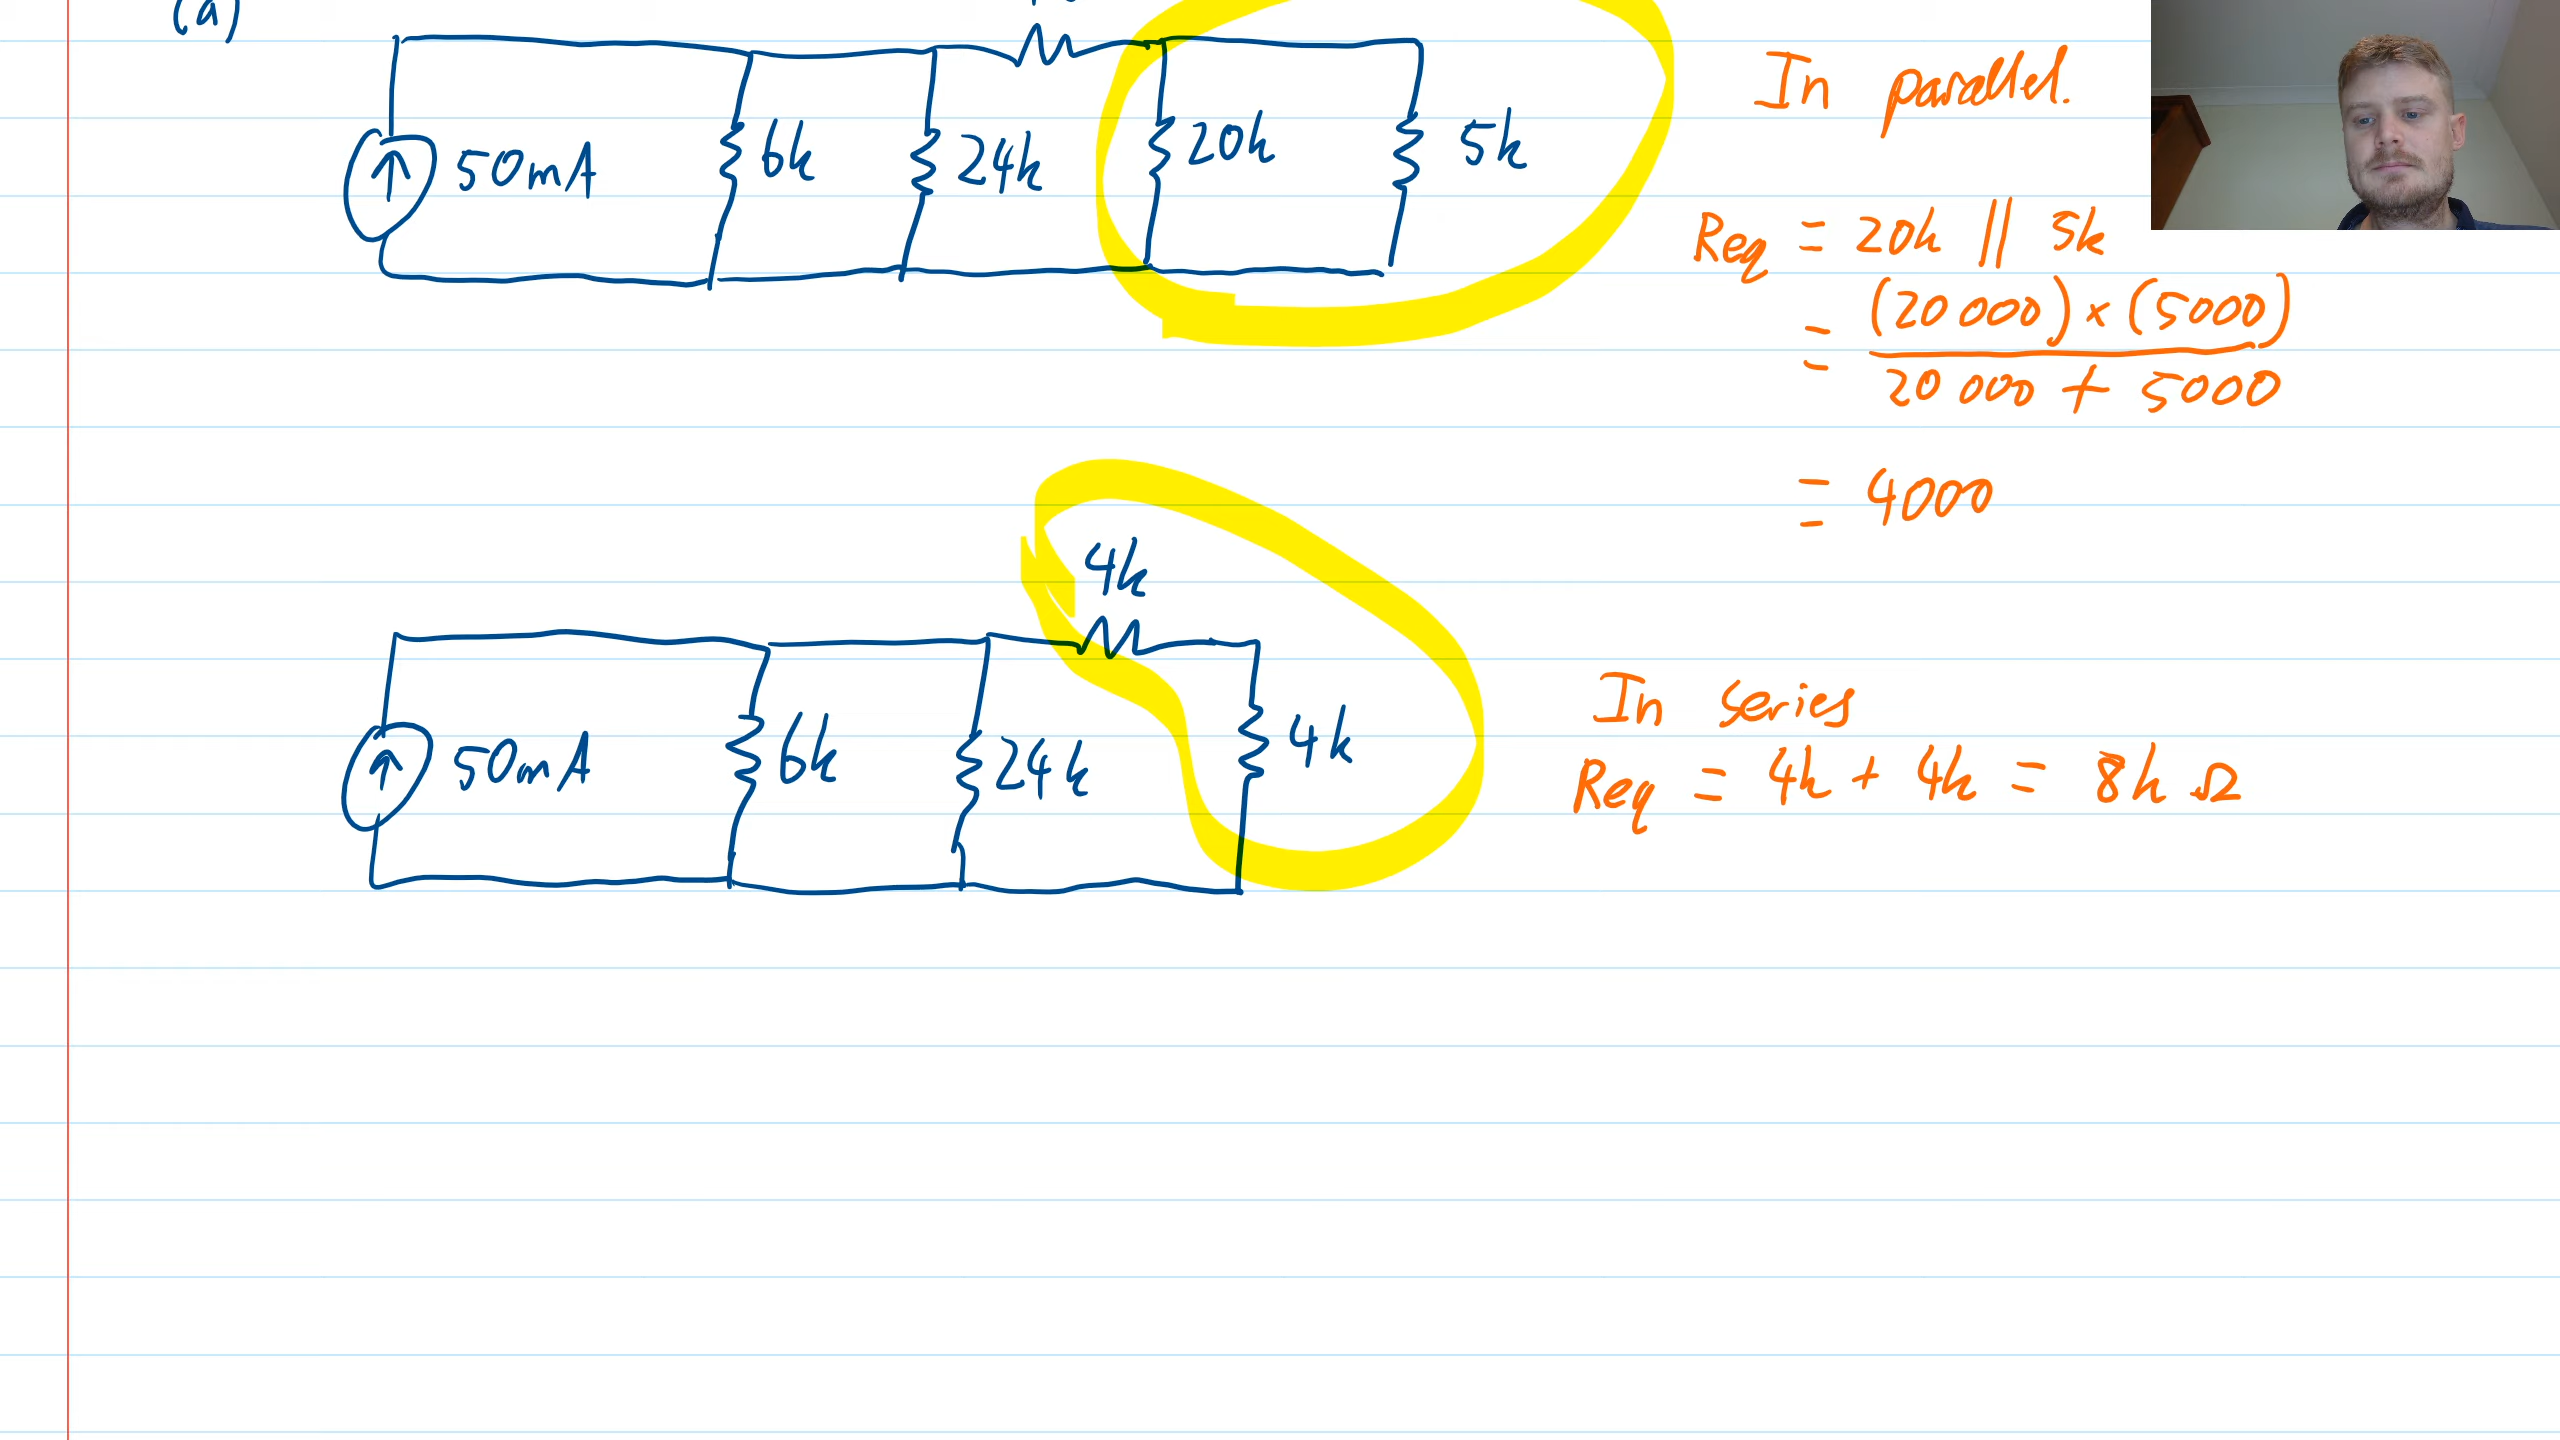 (a)
50mA 6k 24k 20k 5k
In parallel.
Req = 20k || 5k
= (20 000) × (5000)
20 000 + 5000
= 4000
4k
50mA 6k 24k 4k
In series
Req = 4k + 4k = 8k Ω